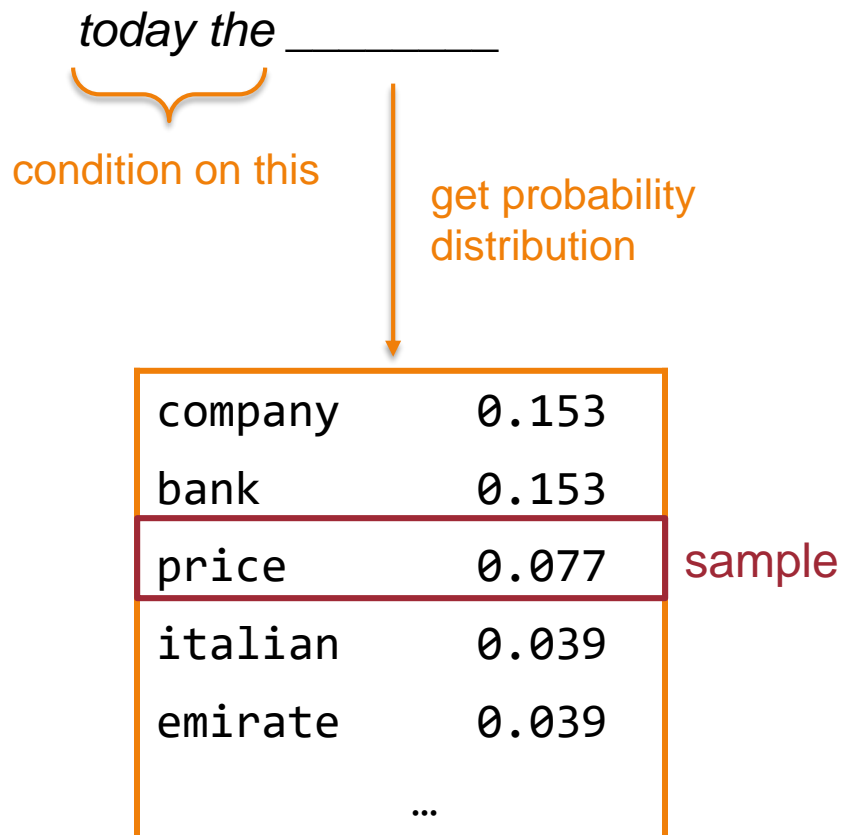 today the _________
condition on this
get probability
distribution
company 0.153
bank 0.153
price 0.077 sample
italian 0.039
emirate 0.039
…